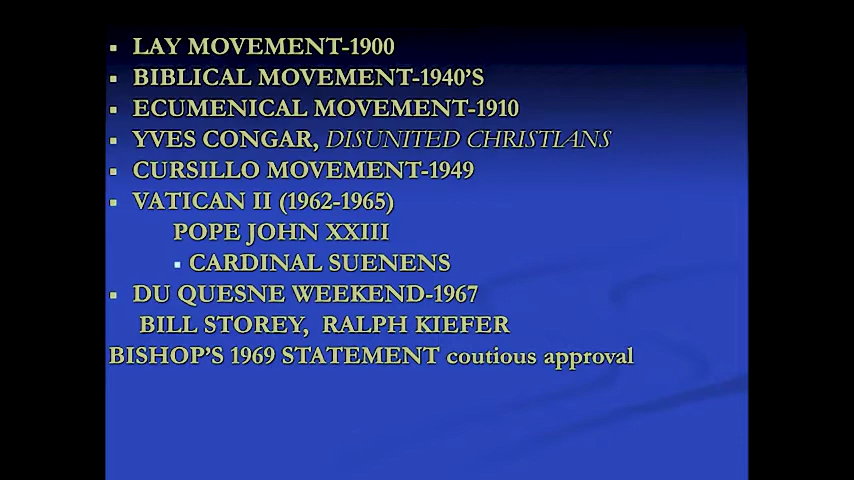 LAY MOVEMENT-1900
BIBLICAL MOVEMENT-1940'S
ECUMENICAL MOVEMENT-1910
YVES CONGAR, DISUNITED CHRISTIANS
CURSILLO MOVEMENT-1949
VATICAN II (1962-1965)
POPE JOHN XXIII
CARDINAL SUENENS
DU QUESNE WEEKEND-1967
BILL STOREY, RALPH KIEFER
BISHOP'S 1969 STATEMENT coutious approval